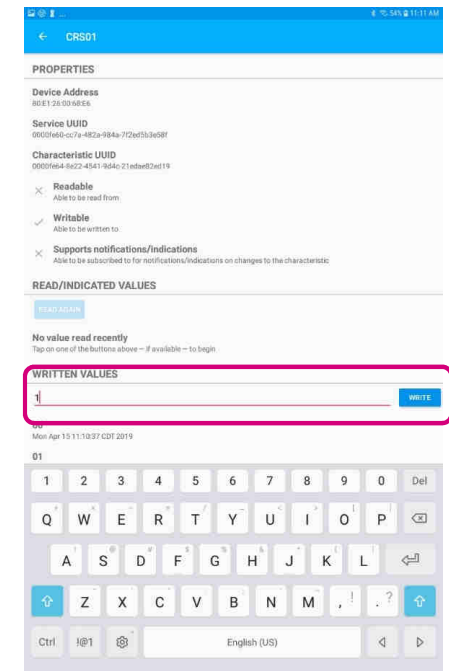 54% 11:11 AM
CRS01
PROPERTIES
Device Address
80:E1:26:00:68:E6
Service UUID
0000fe60-cc7a-482a-984a-7f2ed5b3e58f
Characteristic UUID
0000fe64-8e22-4541-9d4c-21edae82ed19
Readable
Able to be read from
Writable
Able to be written to
Supports notifications/indications
Able to be subscribed to for notifications/indications on changes to the characteristic
READ/INDICATED VALUES
READ AGAIN
No value read recently
Tap on one of the buttons above — if available — to begin
WRITTEN VALUES
1
WRITE
Mon Apr 15 11:10:37 CDT 2019
01
1 2 3 4 5 6 7 8 9 0 Del
Q W E R T Y U I O P
A S D F G H J K L
Z X C V B N M , ! . ?
Ctrl !@1 English (US)